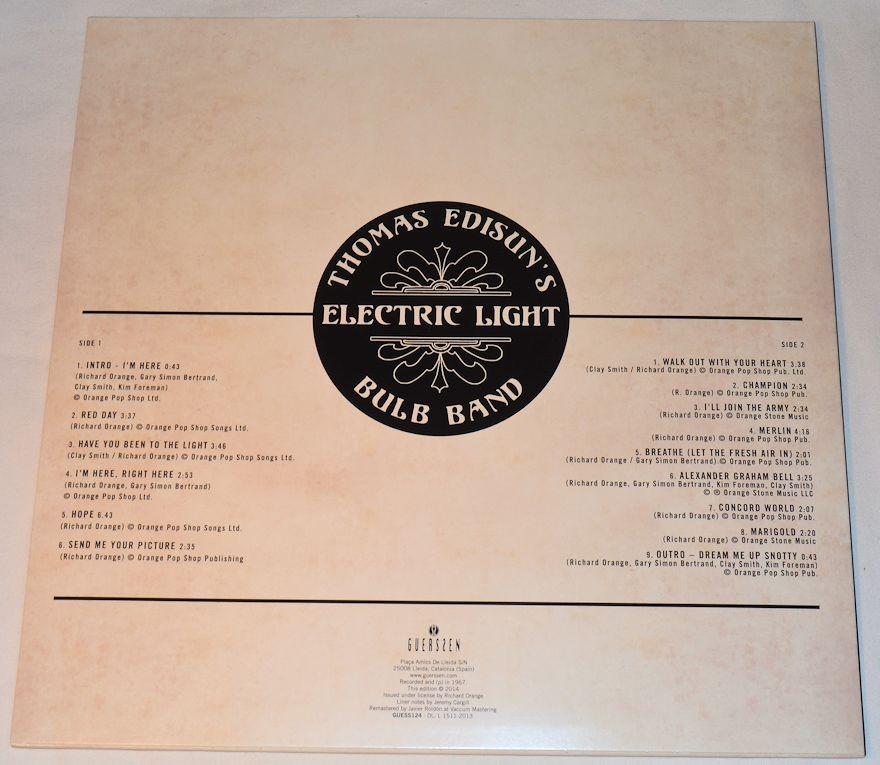 THOMAS EDISUN'S
ELECTRIC LIGHT
BULB BAND
SIDE 1
1. INTRO - I'M HERE 0:43
(Richard Orange, Gary Simon Bertrand,
Clay Smith, Kim Foreman)
© Orange Pop Shop Ltd.
2. RED DAY 3:37
(Richard Orange) © Orange Pop Shop Songs Ltd.
3. HAVE YOU BEEN TO THE LIGHT 3:46
(Clay Smith / Richard Orange) © Orange Pop Shop Songs Ltd.
4. I'M HERE, RIGHT HERE 2:53
(Richard Orange, Gary Simon Bertrand)
© Orange Pop Shop Ltd.
5. HOPE 6.43
(Richard Orange) © Orange Pop Shop Songs Ltd.
6. SEND ME YOUR PICTURE 2:35
(Richard Orange) © Orange Pop Shop Publishing
SIDE 2
1. WALK OUT WITH YOUR HEART 3:38
(Clay Smith / Richard Orange) © Orange Pop Shop Pub. Ltd.
2. CHAMPION 2:34
(R. Orange) © Orange Pop Shop Pub.
3. I'LL JOIN THE ARMY 2:34
(Richard Orange) © Orange Stone Music
4. MERLIN 4:16
(Richard Orange) © Orange Pop Shop Pub.
5. BREATHE (LET THE FRESH AIR IN) 2:01
(Richard Orange / Gary Simon Bertrand) © Orange Pop Shop Pub.
6. ALEXANDER GRAHAM BELL 3:25
(Richard Orange, Gary Simon Bertrand, Kim Foreman, Clay Smith)
© ℗ Orange Stone Music LLC
7. CONCORD WORLD 2:07
(Richard Orange) © Orange Pop Shop Pub.
8. MARIGOLD 2:20
(Richard Orange) © Orange Stone Music
9. OUTRO – DREAM ME UP SNOTTY 0:43
(Richard Orange, Gary Simon Bertrand, Clay Smith, Kim Foreman)
© Orange Pop Shop Pub.
GUERSSEN
Plaça Amics De Lleida S/N
25008 Lleida, Catalonia (Spain)
www.guerssen.com
Recorded and (p) in 1967.
This edition © 2014
Issued under license by Richard Orange
Liner notes by Jeremy Cargill
Remastered by Javier Roldón at Vaccum Mastering
GUESS124 · DL: L 1511-2013